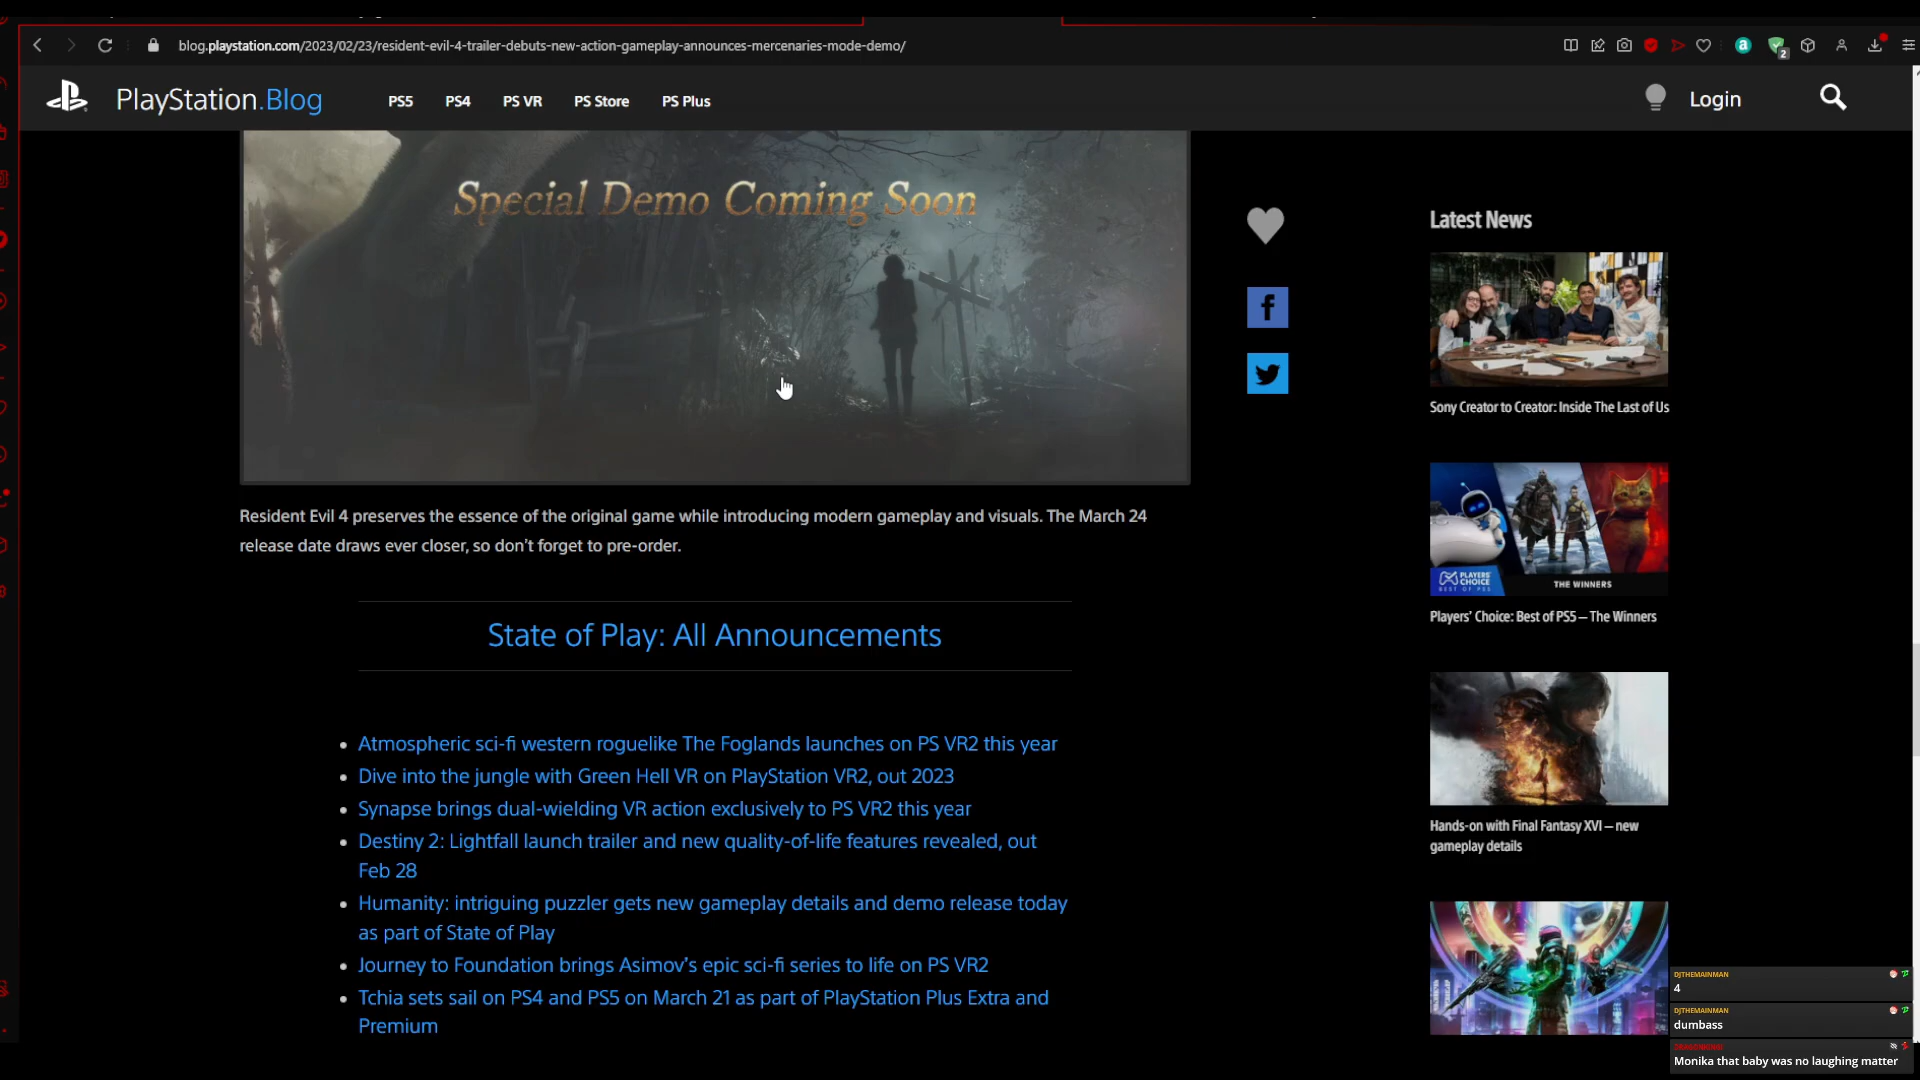 blog.playstation.com/2023/02/23/resident-evil-4-trailer-debuts-new-action-gameplay-announces-mercenaries-mode-demo/
2
PlayStation.Blog
PS5
PS4
PS VR
PS Store
PS Plus
Login
Special Demo Coming Soon
Resident Evil 4 preserves the essence of the original game while introducing modern gameplay and visuals. The March 24
release date draws ever closer, so don't forget to pre-order.
State of Play: All Announcements
Atmospheric sci-fi western roguelike The Foglands launches on PS VR2 this year
Dive into the jungle with Green Hell VR on PlayStation VR2, out 2023
Synapse brings dual-wielding VR action exclusively to PS VR2 this year
Destiny 2: Lightfall launch trailer and new quality-of-life features revealed, out
Feb 28
Humanity: intriguing puzzler gets new gameplay details and demo release today
as part of State of Play
Journey to Foundation brings Asimov's epic sci-fi series to life on PS VR2
Tchia sets sail on PS4 and PS5 on March 21 as part of PlayStation Plus Extra and
Premium
Latest News
Sony Creator to Creator: Inside The Last of Us
PLAYERS'
CHOICE
BEST OF PS5
THE WINNERS
Players' Choice: Best of PS5 – The Winners
Hands-on with Final Fantasy XVI – new
gameplay details
DJTHEMAINMAN
4
DJTHEMAINMAN
dumbass
Monika that baby was no laughing matter